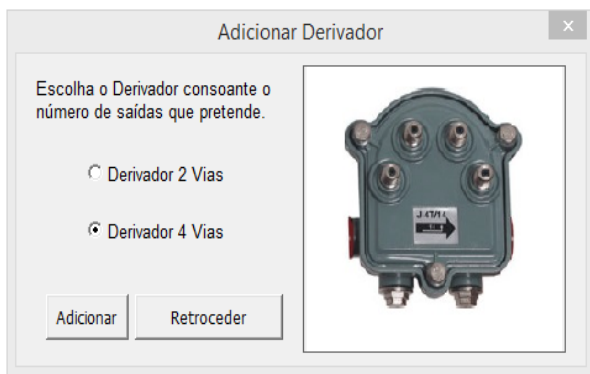 Adicionar Derivador
Escolha o Derivador consoante o
número de saídas que pretende.
Derivador 2 Vias
Derivador 4 Vias
Adicionar
Retroceder